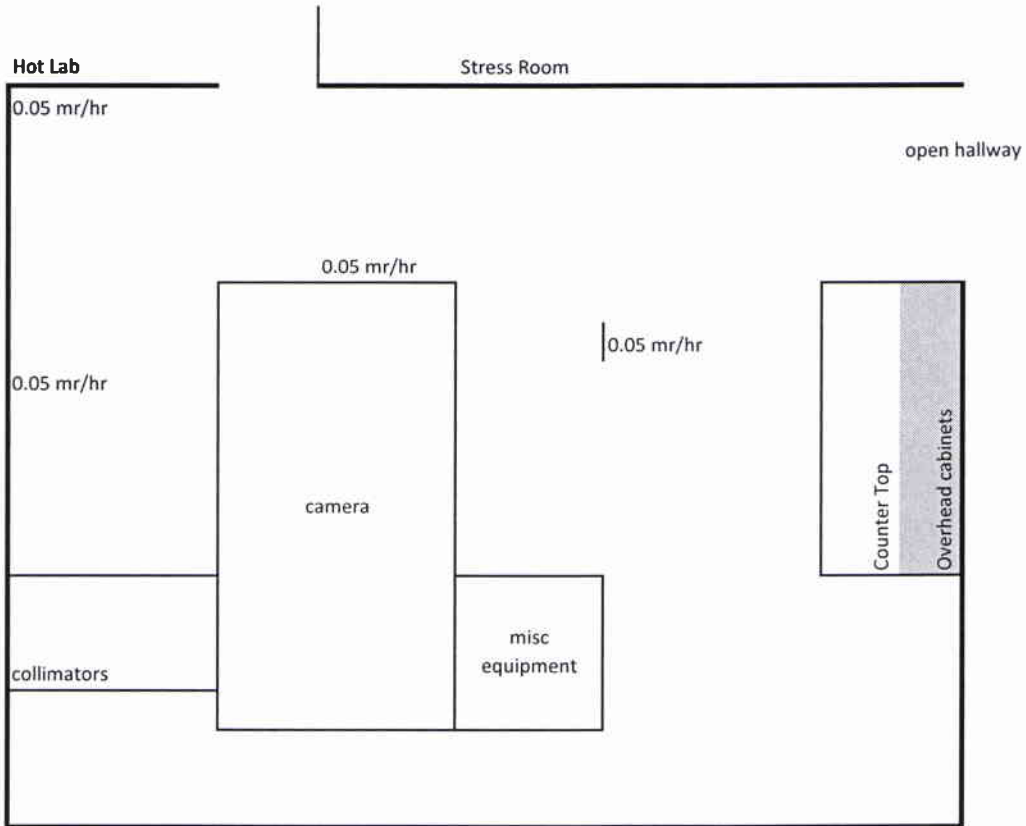 Hot Lab
Stress Room
0.05 mr/hr
open hallway
0.05 mr/hr
0.05 mr/hr
0.05 mr/hr
camera
Counter Top
Overhead cabinets
misc
equipment
collimators